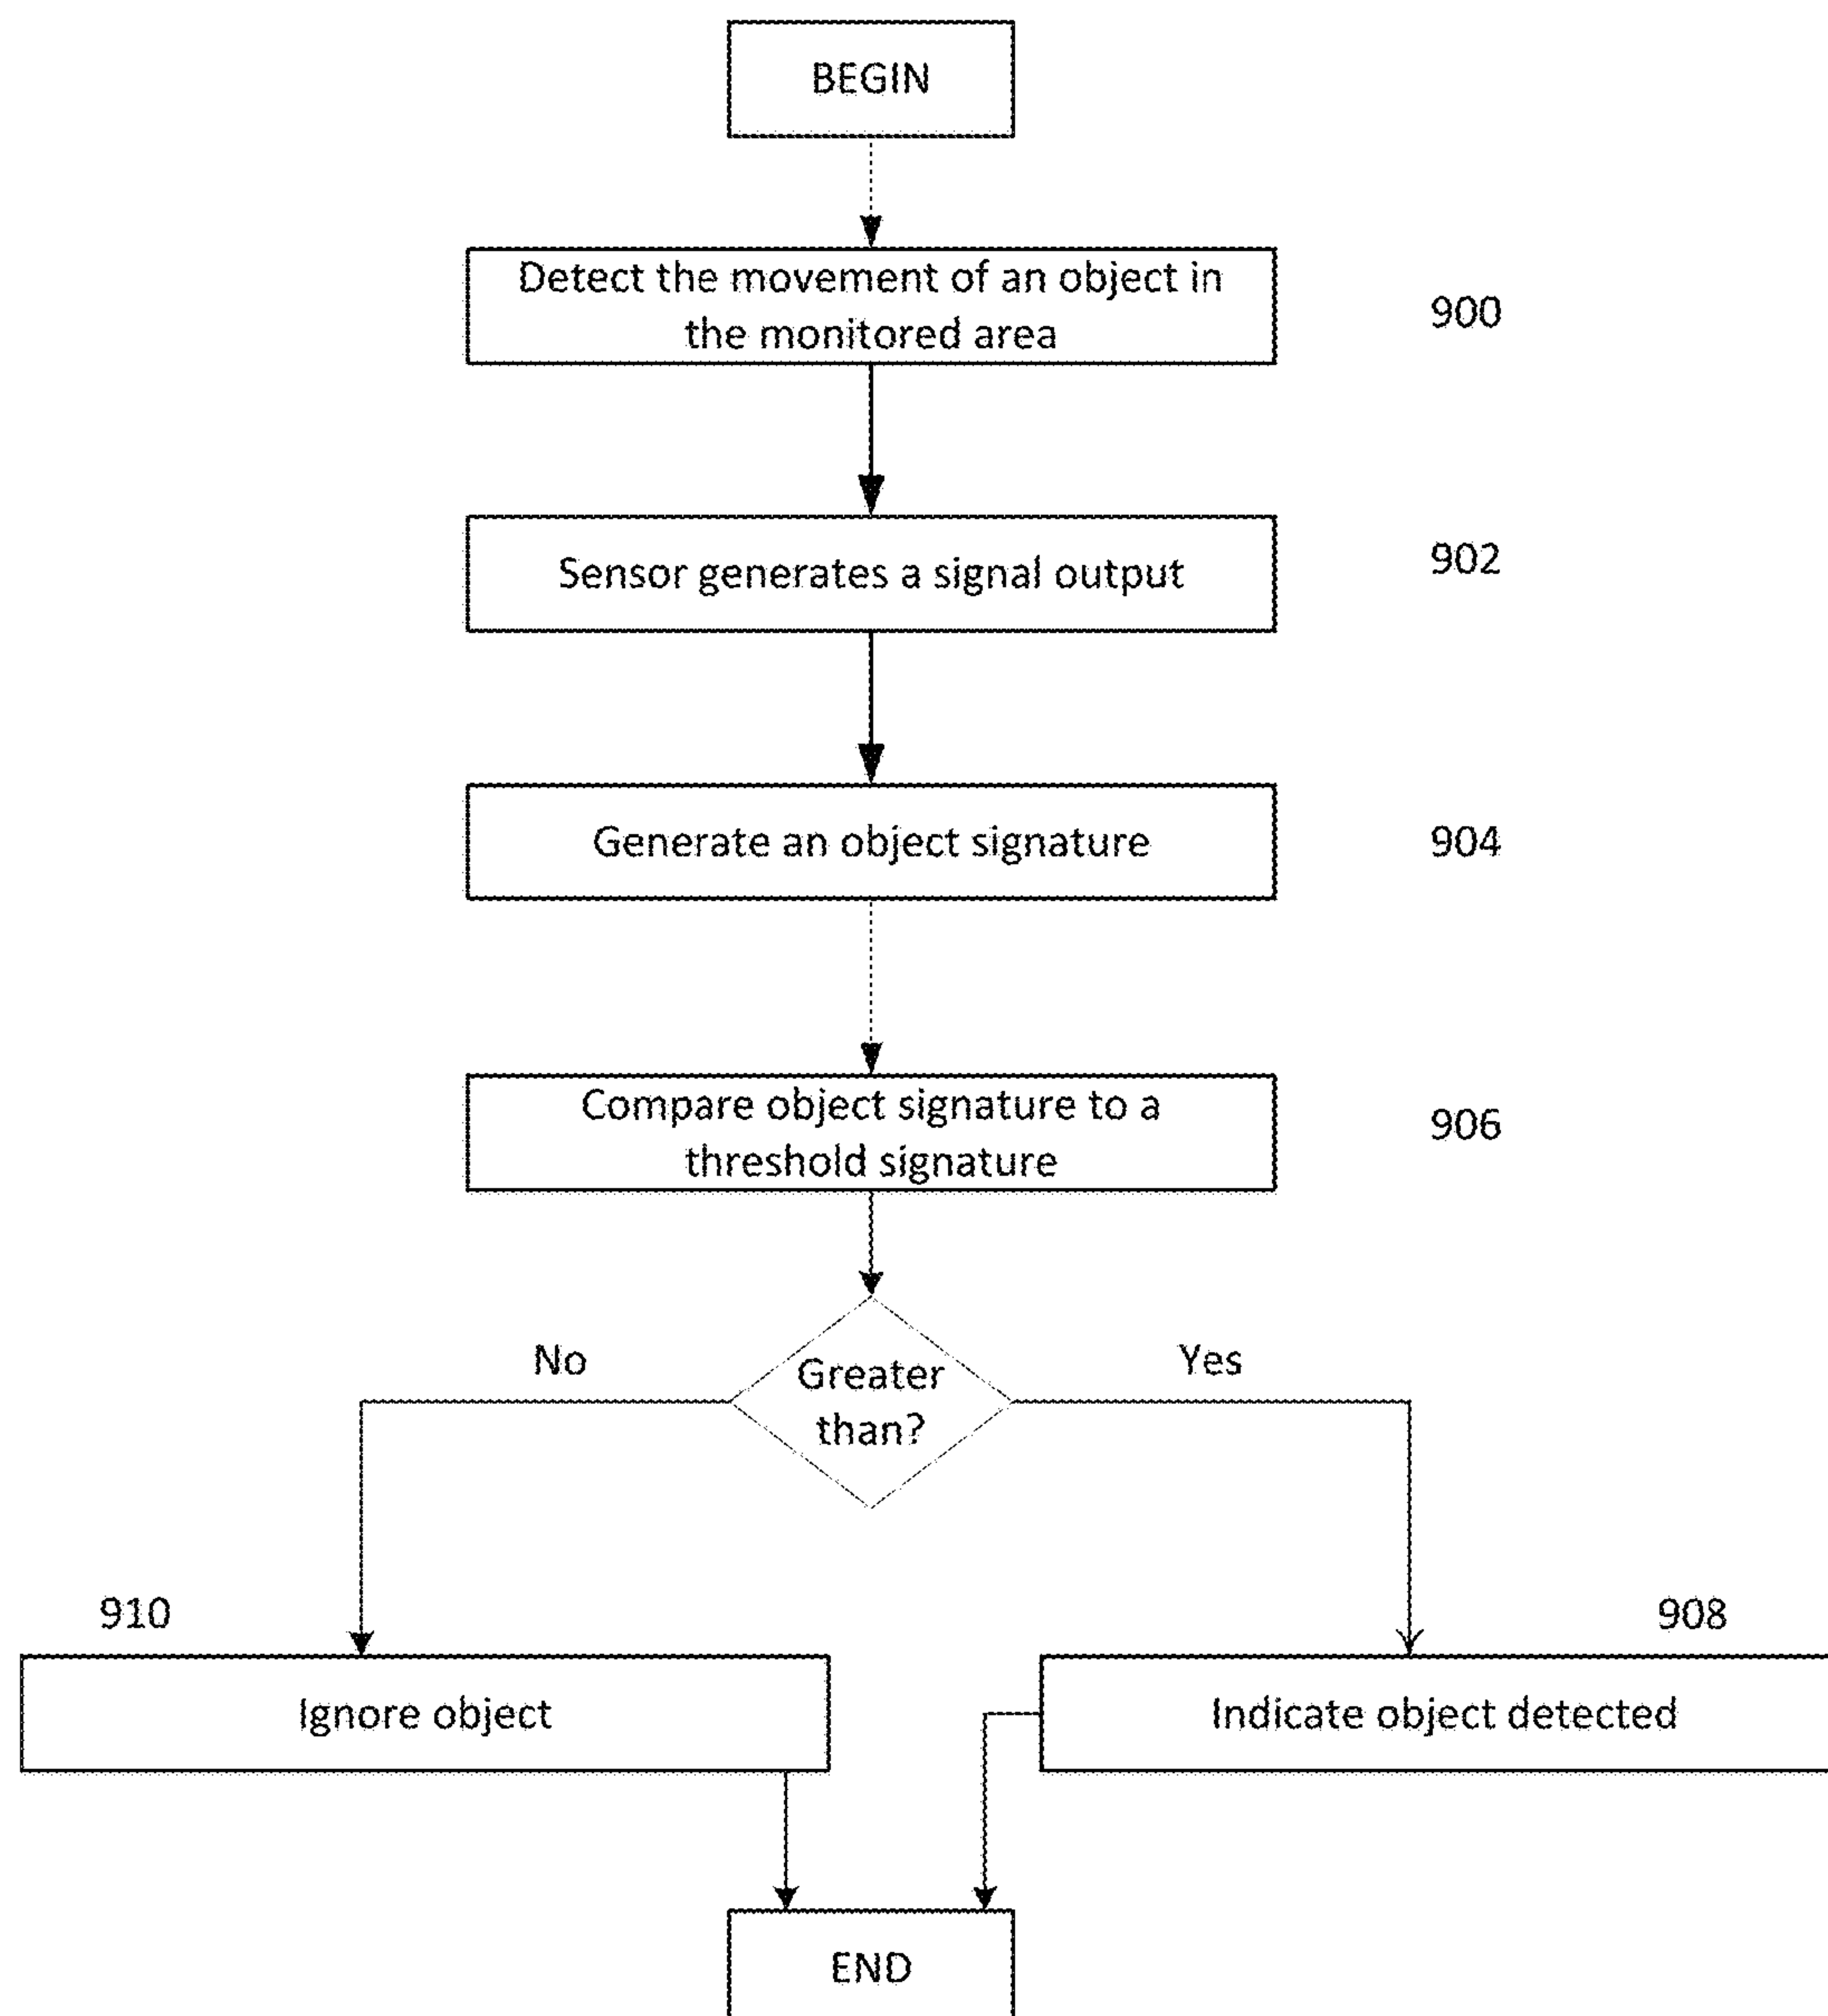 BEGIN
Detect the movement of an object in
the monitored area
900
Sensor generates a signal output
902
Generate an object signature
904
Compare object signature to a
threshold signature
906
Greater
than?
No
Yes
910
908
Ignore object
Indicate object detected
END